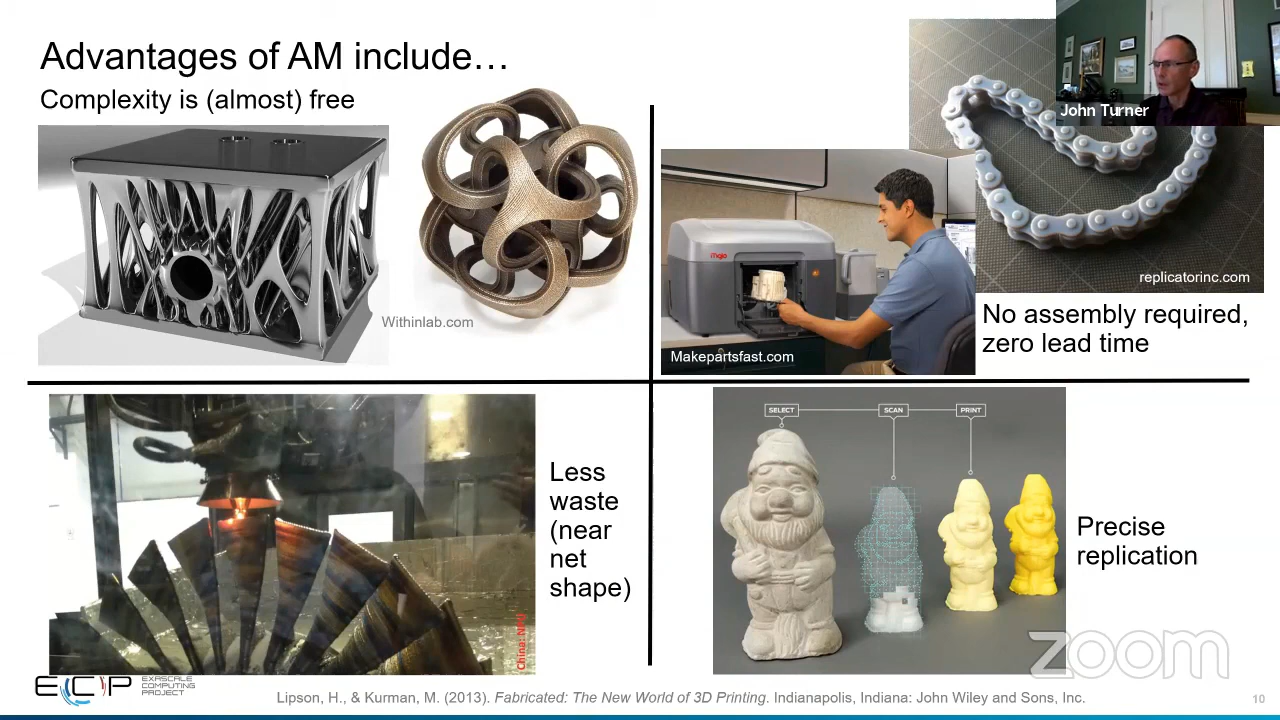 Advantages of AM include…
Complexity is (almost) free
Withinlab.com
John Turner
replicatorinc.com
Makepartsfast.com
No assembly required,
zero lead time
Less
waste
(near
net
shape)
SELECT
SCAN
PRINT
Precise
replication
zoom
ECP
EXASCALE
COMPUTING
PROJECT
Lipson, H., & Kurman, M. (2013). Fabricated: The New World of 3D Printing. Indianapolis, Indiana: John Wiley and Sons, Inc.
10